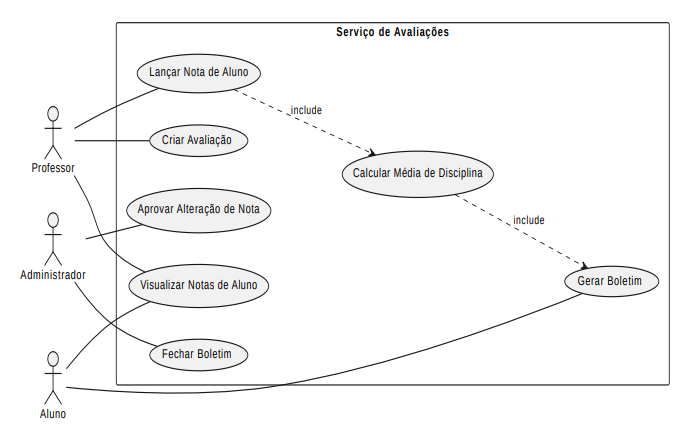 Serviço de Avaliações
Lançar Nota de Aluno
include
Criar Avaliação
Professor
Calcular Média de Disciplina
Aprovar Alteração de Nota
include
Administrador
Visualizar Notas de Aluno
Gerar Boletim
Fechar Boletim
Aluno